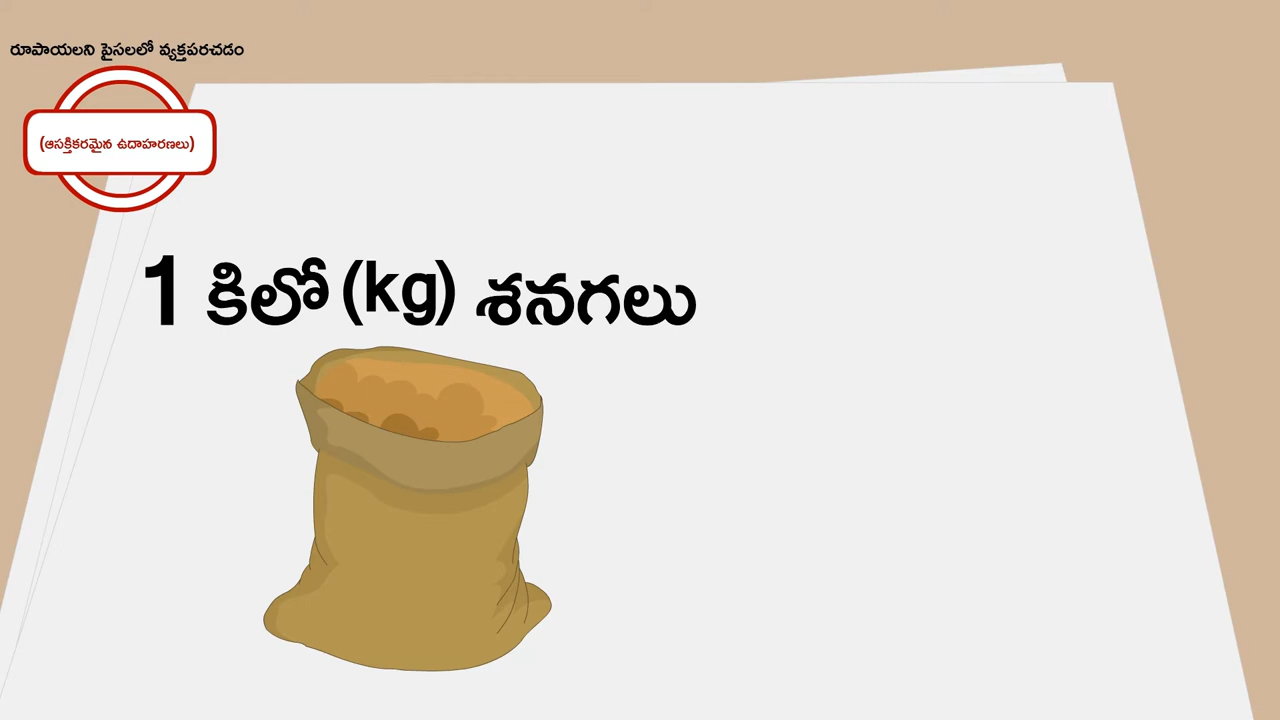 రూపాయలని పైసలలో వ్యక్తపరచడం
(ఆసక్తికరమైన ఉదాహరణలు)
1 కిలో (kg) శనగలు